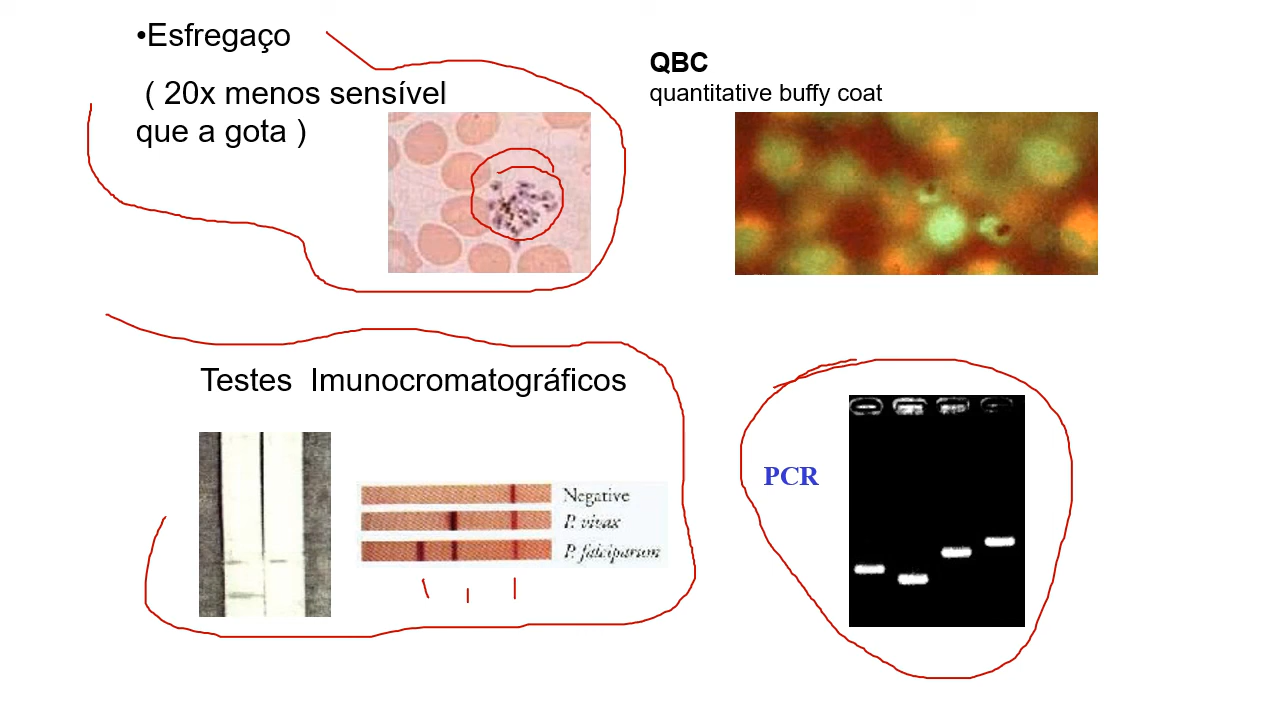 •Esfregaço
( 20x menos sensível
que a gota )
QBC
quantitative buffy coat
Testes Imunocromatográficos
Negative
P. vivax
P. falciparum
PCR